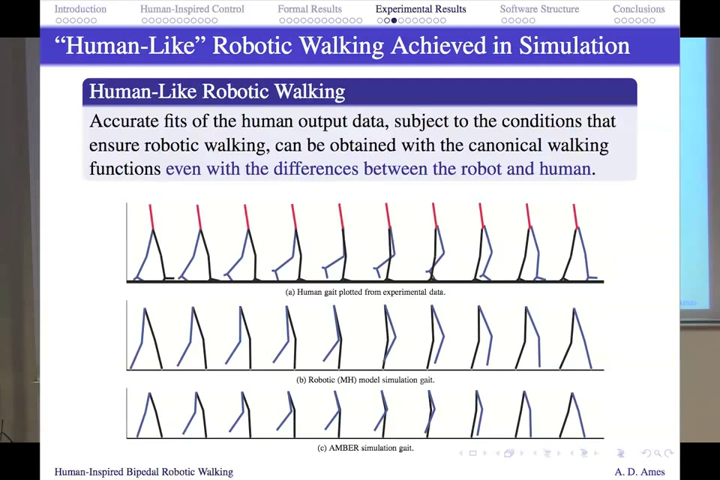 Introduction Human-Inspired Control Formal Results Experimental Results Software Structure Conclusions
“Human-Like” Robotic Walking Achieved in Simulation
Human-Like Robotic Walking
Accurate fits of the human output data, subject to the conditions that
ensure robotic walking, can be obtained with the canonical walking
functions even with the differences between the robot and human.
(a) Human gait plotted from experimental data.
(b) Robotic (MH) model simulation gait.
(c) AMBER simulation gait.
Human-Inspired Bipedal Robotic Walking A. D. Ames